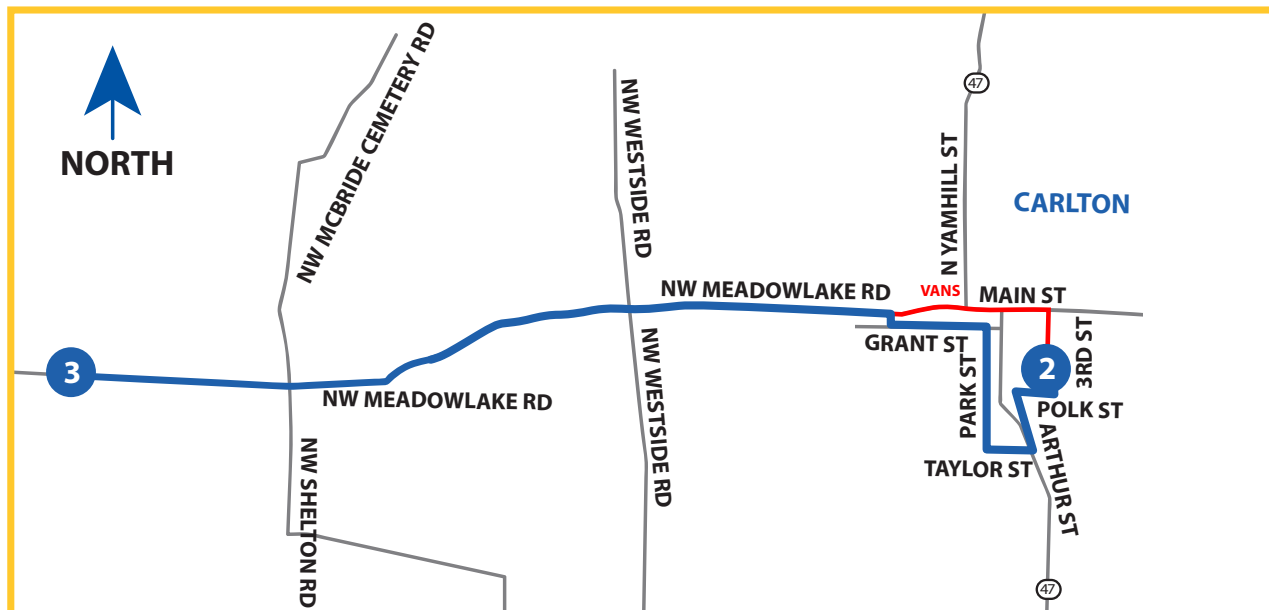 NORTH
NW MCBRIDE CEMETERY RD
NW WESTSIDE RD
47
N YAMHILL ST
CARLTON
NW MEADOWLAKE RD
VANS
MAIN ST
GRANT ST
3RD ST
3
2
NW MEADOWLAKE RD
NW WESTSIDE RD
PARK ST
POLK ST
ARTHUR ST
TAYLOR ST
NW SHELTON RD
47